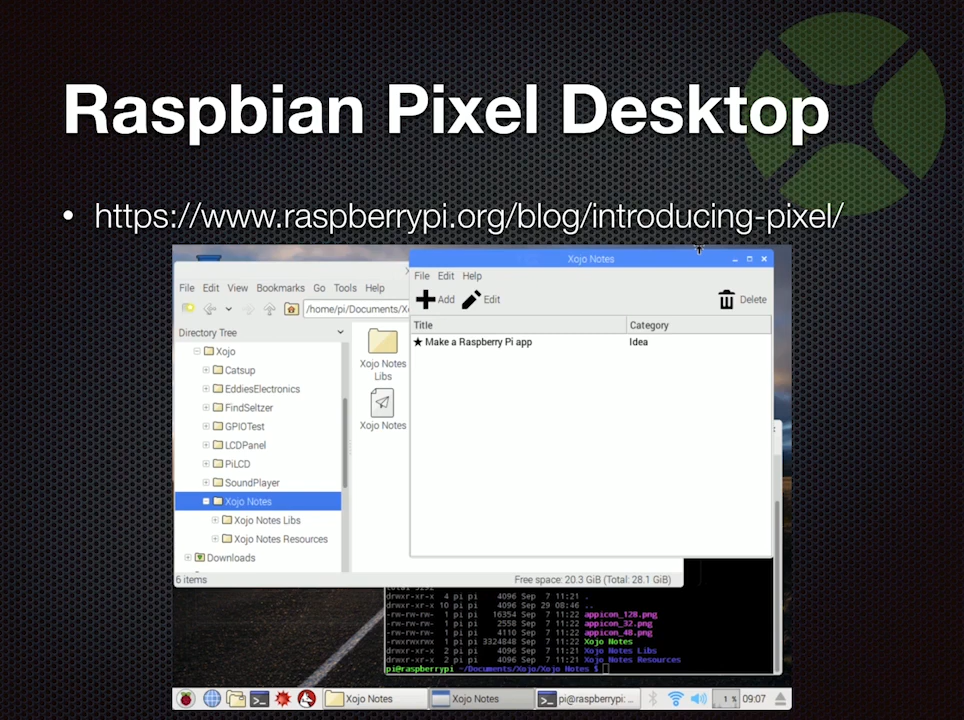 Raspbian Pixel Desktop
• https://www.raspberrypi.org/blog/introducing-pixel/
Xojo Notes
File Edit View Bookmarks Go Tools Help
/home/pi/Documents/X
Directory Tree
Xojo
Catsup
EddiesElectronics
FindSeltzer
GPIOTest
LCDPanel
PiLCD
SoundPlayer
Xojo Notes
Xojo Notes Libs
Xojo Notes Resources
Downloads
Xojo Notes
Libs
Xojo Notes
6 items
Free space: 20.3 GiB (Total: 28.1 GiB)
File Edit Help
Add Edit Delete
Title Category
★ Make a Raspberry Pi app Idea
drwxr-xr-x 4 pi pi 4096 Sep 7 11:21 .
drwxr-xr-x 10 pi pi 4096 Sep 29 08:46 ..
-rw-rw-rw- 1 pi pi 16354 Sep 7 11:22 appicon_128.png
-rw-rw-rw- 1 pi pi 2558 Sep 7 11:22 appicon_32.png
-rw-rw-rw- 1 pi pi 4110 Sep 7 11:22 appicon_48.png
-rwxrwxrwx 1 pi pi 3324848 Sep 7 11:22 Xojo Notes
drwxr-xr-x 2 pi pi 4096 Sep 7 11:21 Xojo Notes Libs
drwxr-xr-x 2 pi pi 4096 Sep 7 11:21 Xojo Notes Resources
pi@raspberrypi ~/Documents/Xojo/Xojo Notes $
Xojo Notes Xojo Notes pi@raspberrypi: ... 1 % 09:07